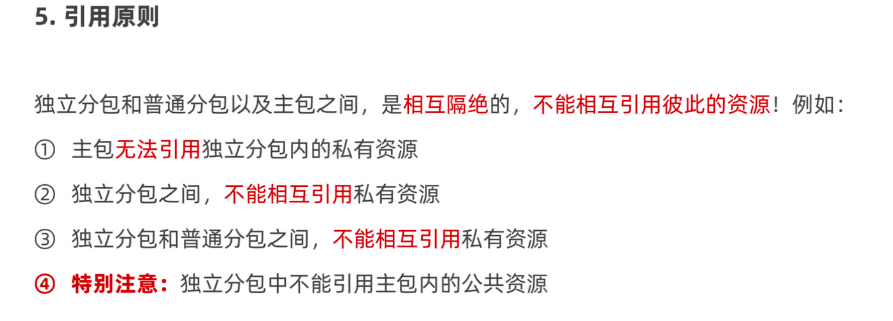 5. 引用原则
独立分包和普通分包以及主包之间，是相互隔绝的，不能相互引用彼此的资源！例如：
① 主包无法引用独立分包内的私有资源
② 独立分包之间，不能相互引用私有资源
③ 独立分包和普通分包之间，不能相互引用私有资源
④ 特别注意：独立分包中不能引用主包内的公共资源